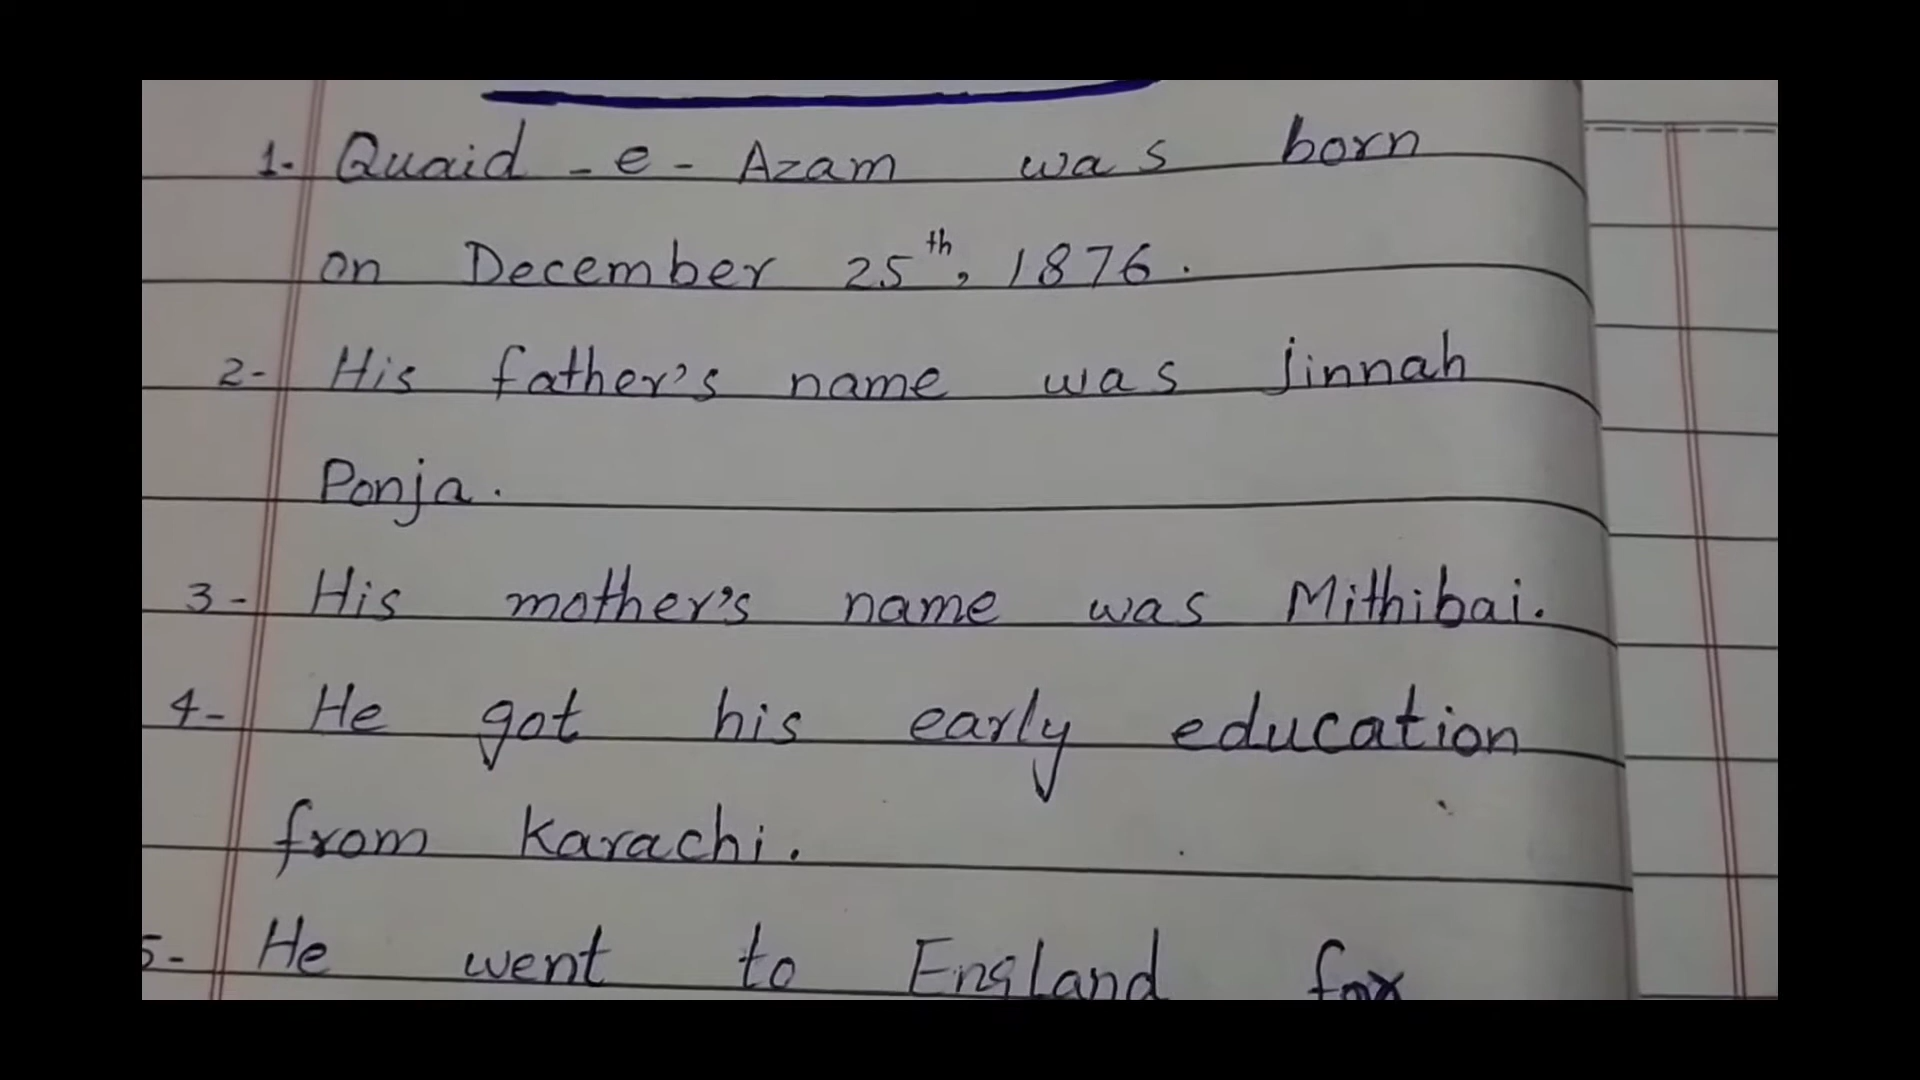 1- Quaid - e - Azam was born
on December 25th, 1876.
2- His father's name was Jinnah
Ponja.
3- His mother's name was Mithibai.
4- He got his early education
from Karachi.
5- He went to England for